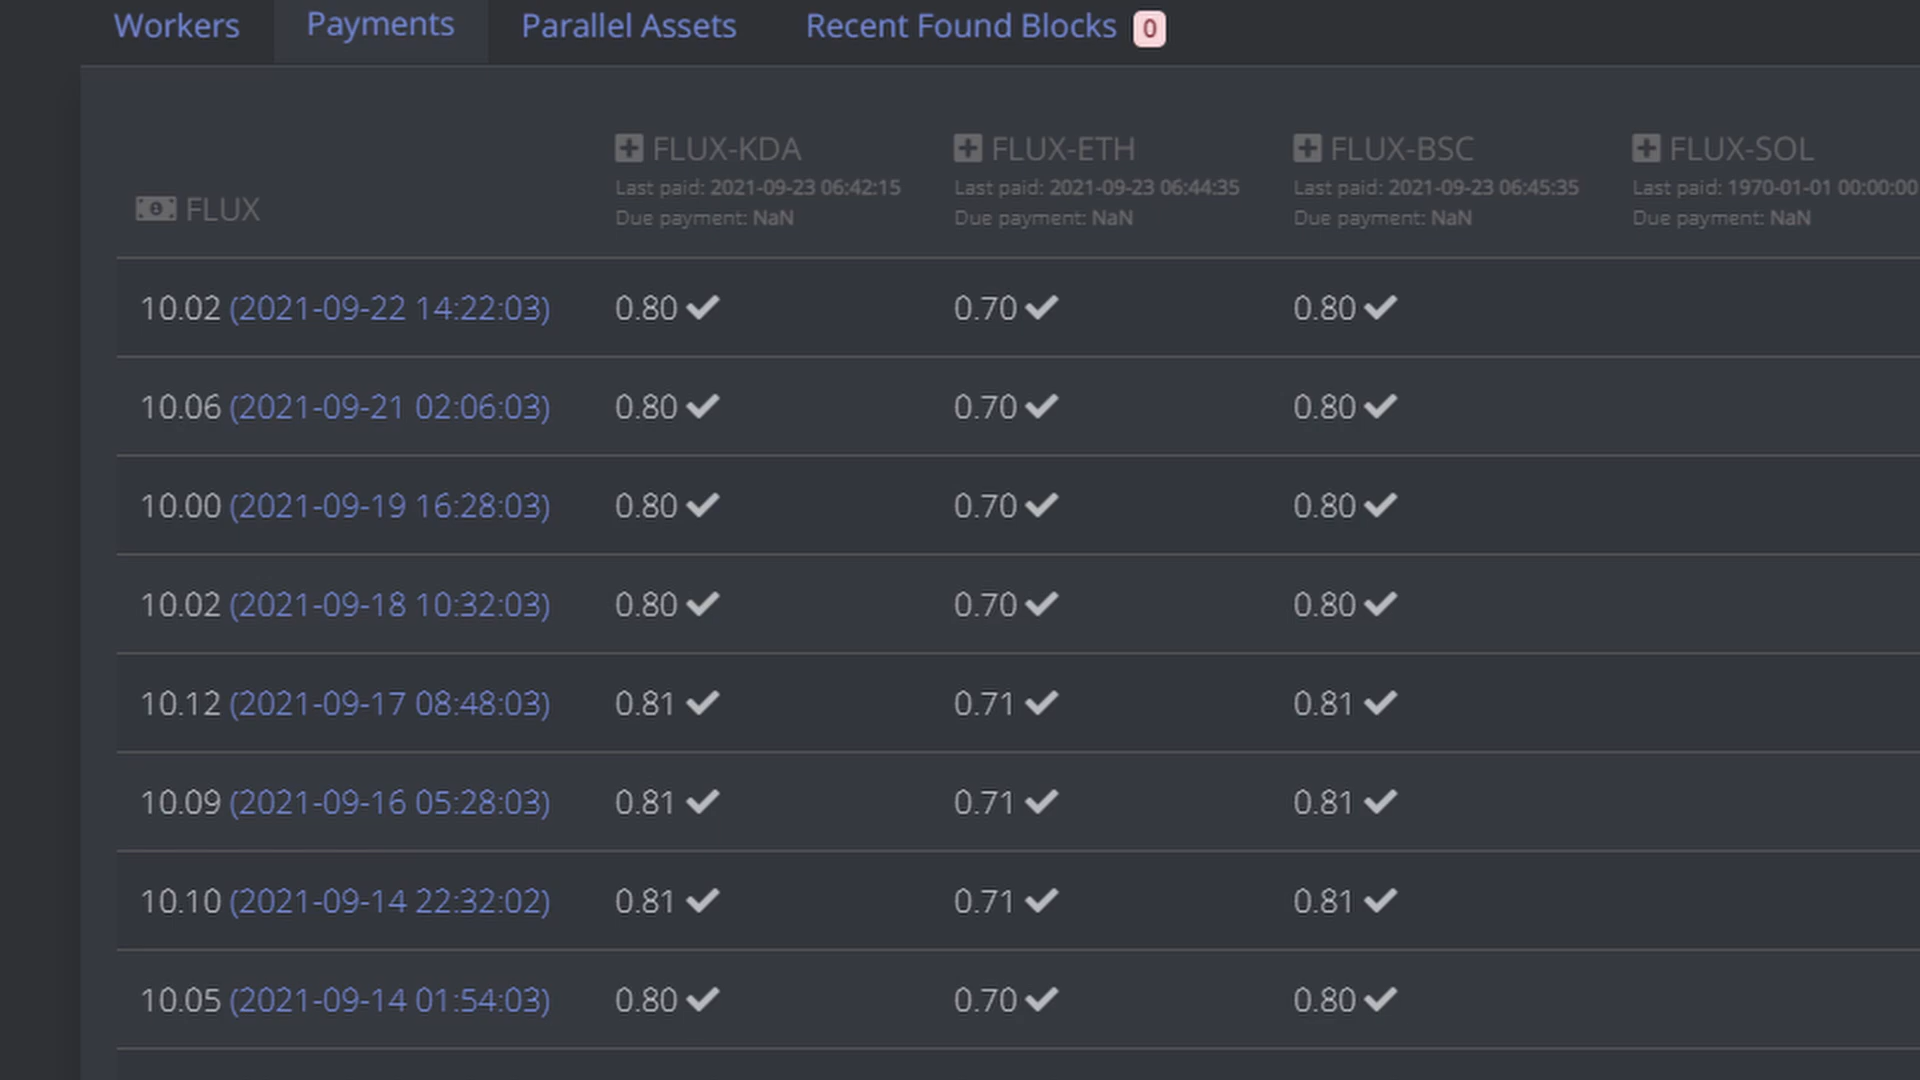 Workers Payments Parallel Assets Recent Found Blocks 0
FLUX-KDA FLUX-ETH FLUX-BSC FLUX-SOL
Last paid: 2021-09-23 06:42:15 Last paid: 2021-09-23 06:44:35 Last paid: 2021-09-23 06:45:35 Last paid: 1970-01-01 00:00:00
FLUX Due payment: NaN Due payment: NaN Due payment: NaN Due payment: NaN
10.02 (2021-09-22 14:22:03) 0.80 0.70 0.80
10.06 (2021-09-21 02:06:03) 0.80 0.70 0.80
10.00 (2021-09-19 16:28:03) 0.80 0.70 0.80
10.02 (2021-09-18 10:32:03) 0.80 0.70 0.80
10.12 (2021-09-17 08:48:03) 0.81 0.71 0.81
10.09 (2021-09-16 05:28:03) 0.81 0.71 0.81
10.10 (2021-09-14 22:32:02) 0.81 0.71 0.81
10.05 (2021-09-14 01:54:03) 0.80 0.70 0.80